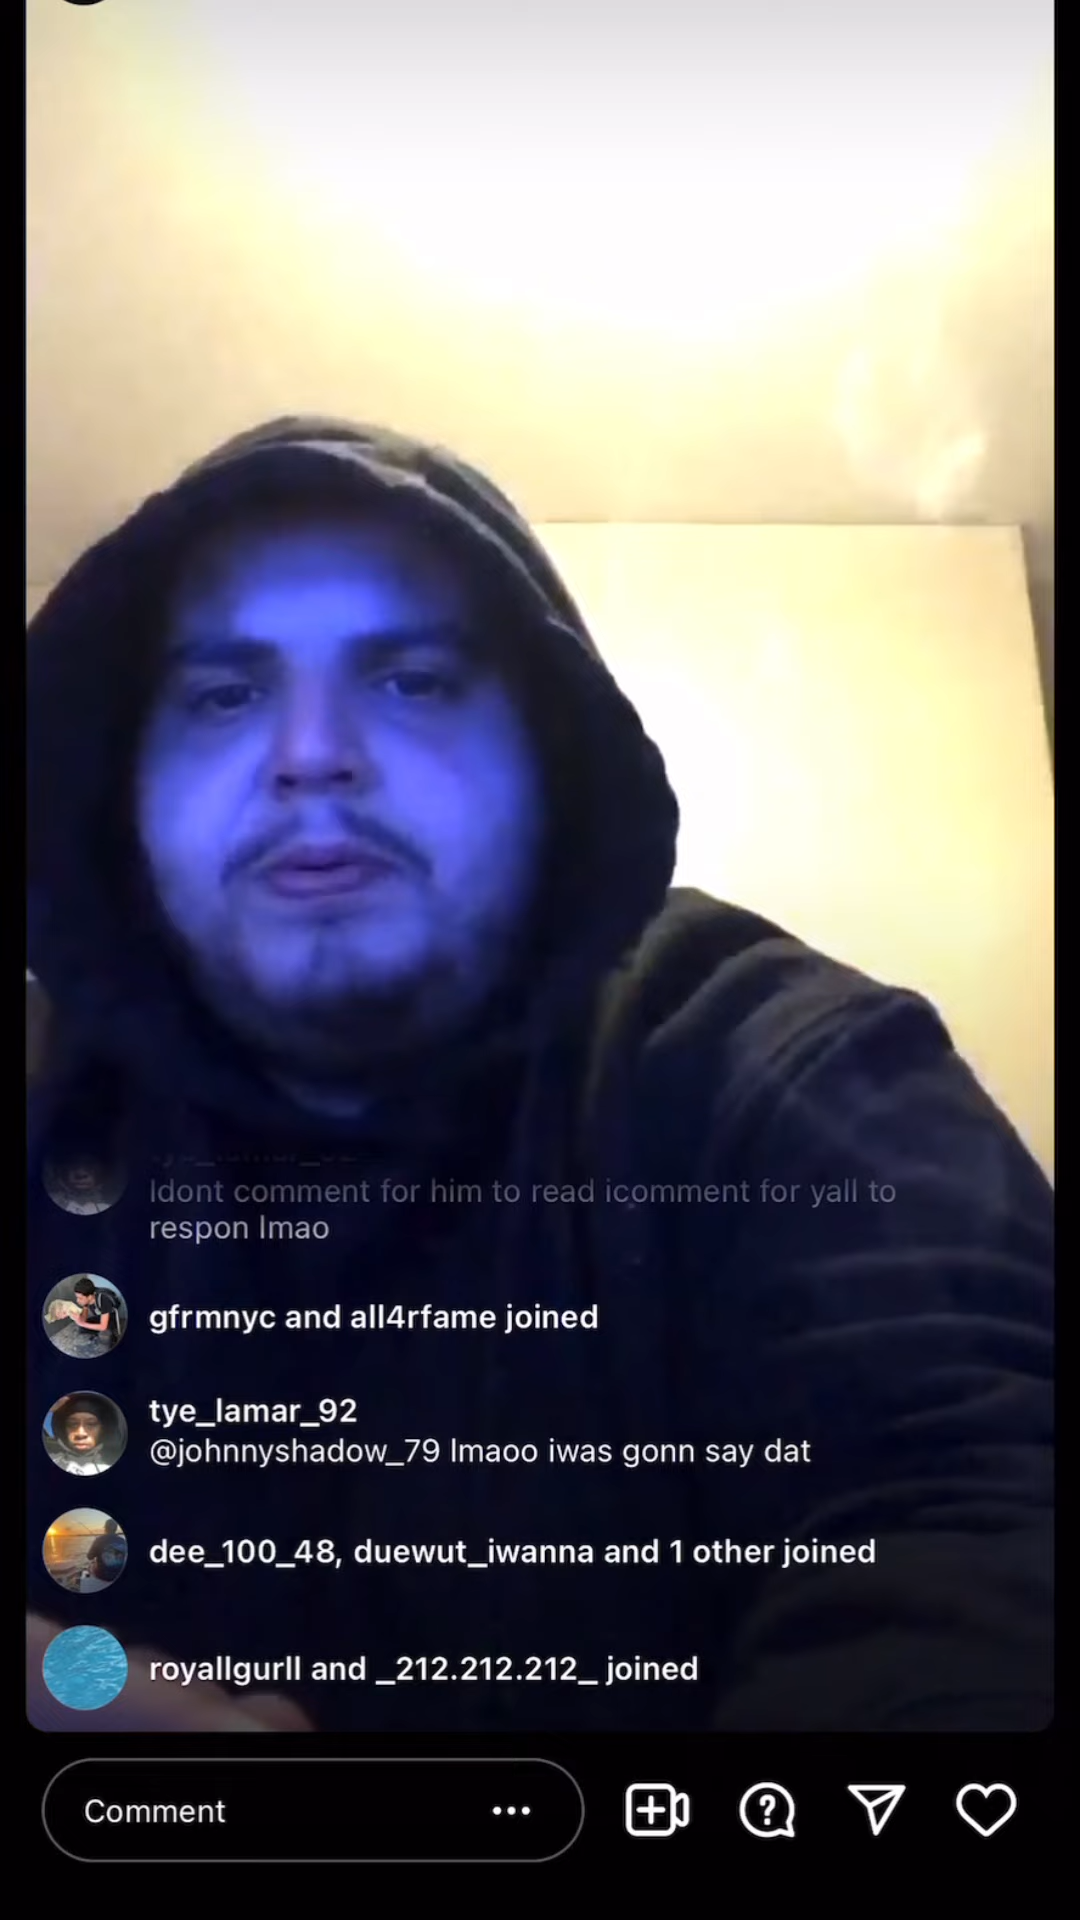 Idont comment for him to read icomment for yall to
respon lmao
gfrmnyc and all4rfame joined
tye_lamar_92
@johnnyshadow_79 lmaoo iwas gonn say dat
dee_100_48, duewut_iwanna and 1 other joined
royallgurll and _212.212.212_ joined
Comment